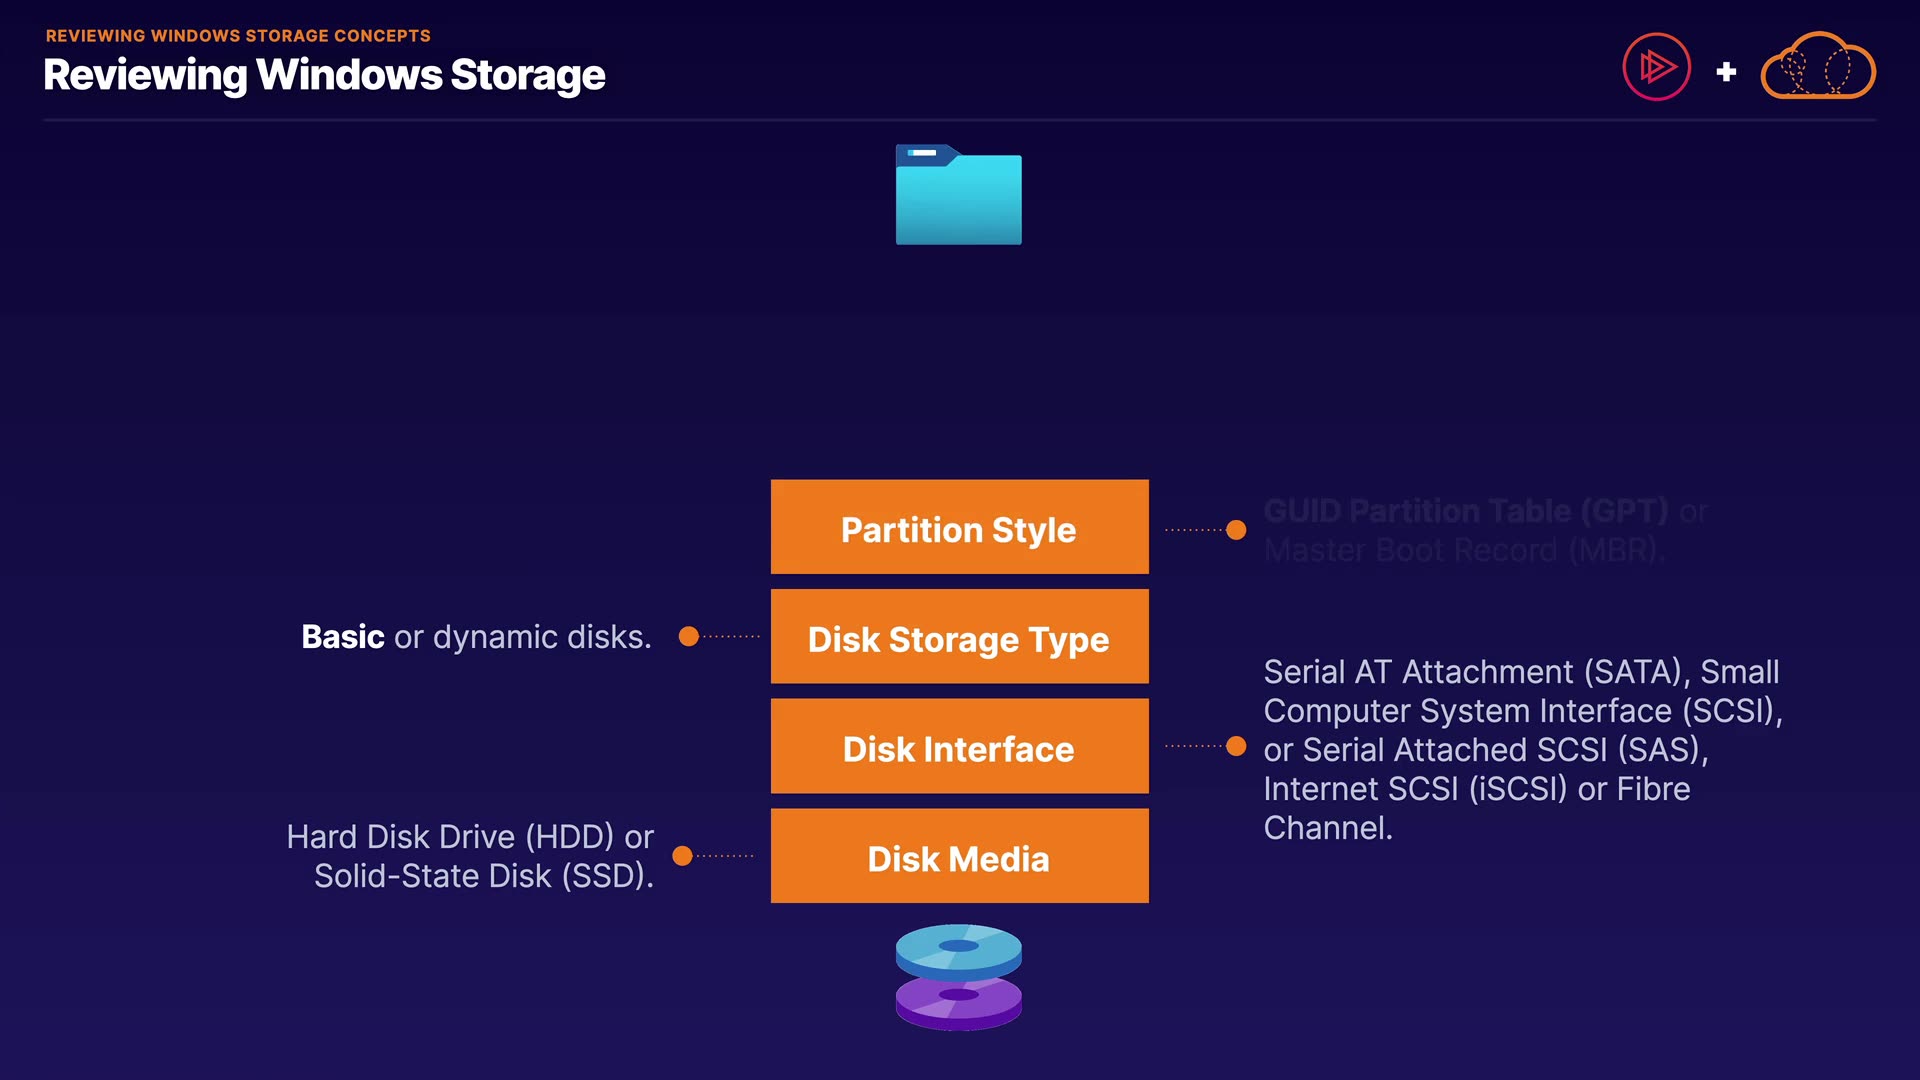 REVIEWING WINDOWS STORAGE CONCEPTS
Reviewing Windows Storage
Partition Style
GUID Partition Table (GPT) or
Master Boot Record (MBR).
Basic or dynamic disks.
Disk Storage Type
Disk Interface
Serial AT Attachment (SATA), Small
Computer System Interface (SCSI),
or Serial Attached SCSI (SAS),
Internet SCSI (iSCSI) or Fibre
Channel.
Hard Disk Drive (HDD) or
Solid-State Disk (SSD).
Disk Media